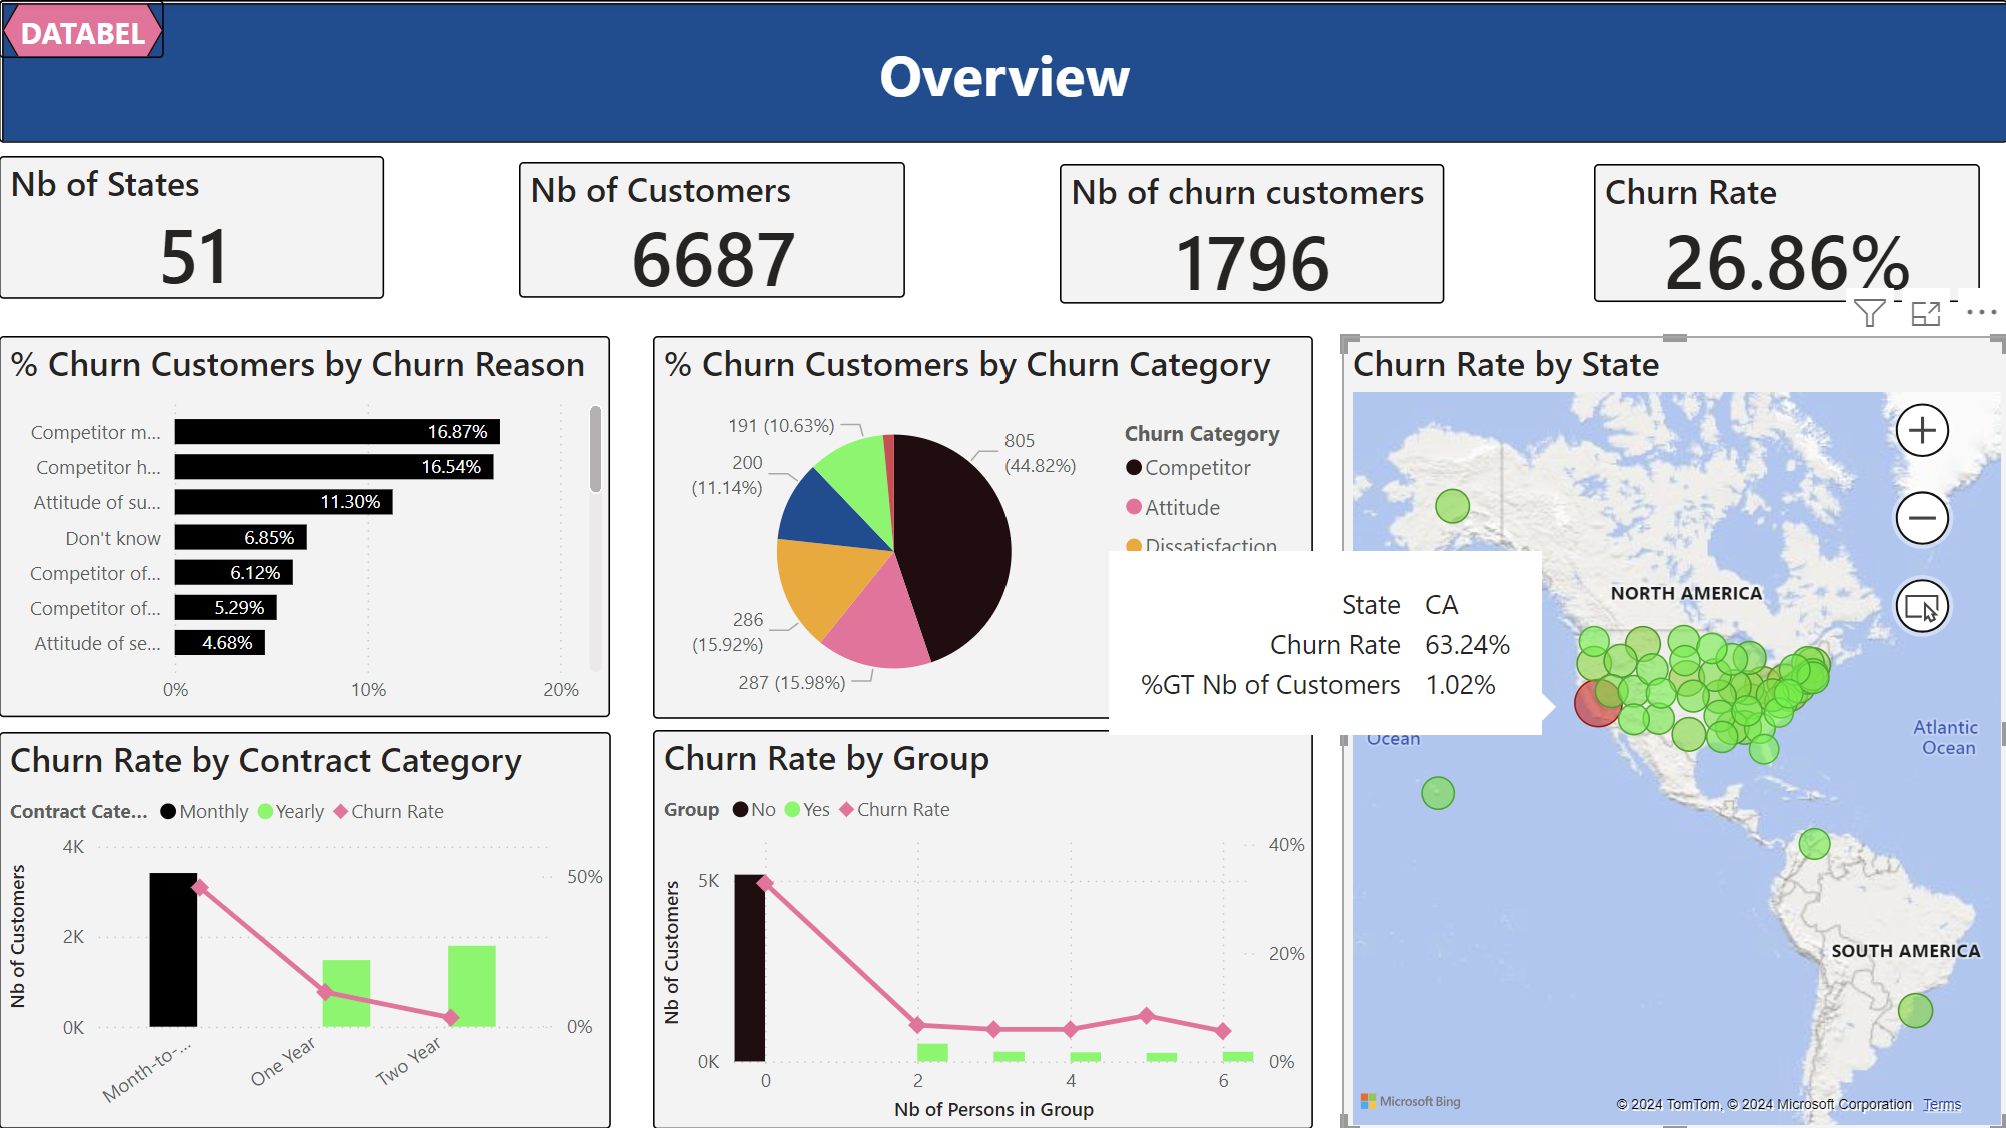 DATABEL
Overview
Nb of States
51
Nb of Customers
6687
Nb of churn customers
1796
Churn Rate
26.86%
% Churn Customers by Churn Reason
Competitor m...
16.87%
Competitor h...
16.54%
Attitude of su...
11.30%
Don't know
6.85%
Competitor of...
6.12%
Competitor of...
5.29%
Attitude of se...
4.68%
0%
10%
20%
% Churn Customers by Churn Category
191 (10.63%)
805
(44.82%)
200
(11.14%)
286
(15.92%)
287 (15.98%)
Churn Category
Competitor
Attitude
Dissatisfaction
Churn Rate by State
NORTH AMERICA
State CA
Churn Rate 63.24%
%GT Nb of Customers 1.02%
Ocean
Atlantic
Ocean
SOUTH AMERICA
Microsoft Bing
© 2024 TomTom, © 2024 Microsoft Corporation Terms
Churn Rate by Contract Category
Contract Cate... Monthly Yearly Churn Rate
Nb of Customers
4K
2K
0K
50%
0%
Month-to-...
One Year
Two Year
Churn Rate by Group
Group No Yes Churn Rate
Nb of Customers
5K
0K
40%
20%
0%
0
2
4
6
Nb of Persons in Group